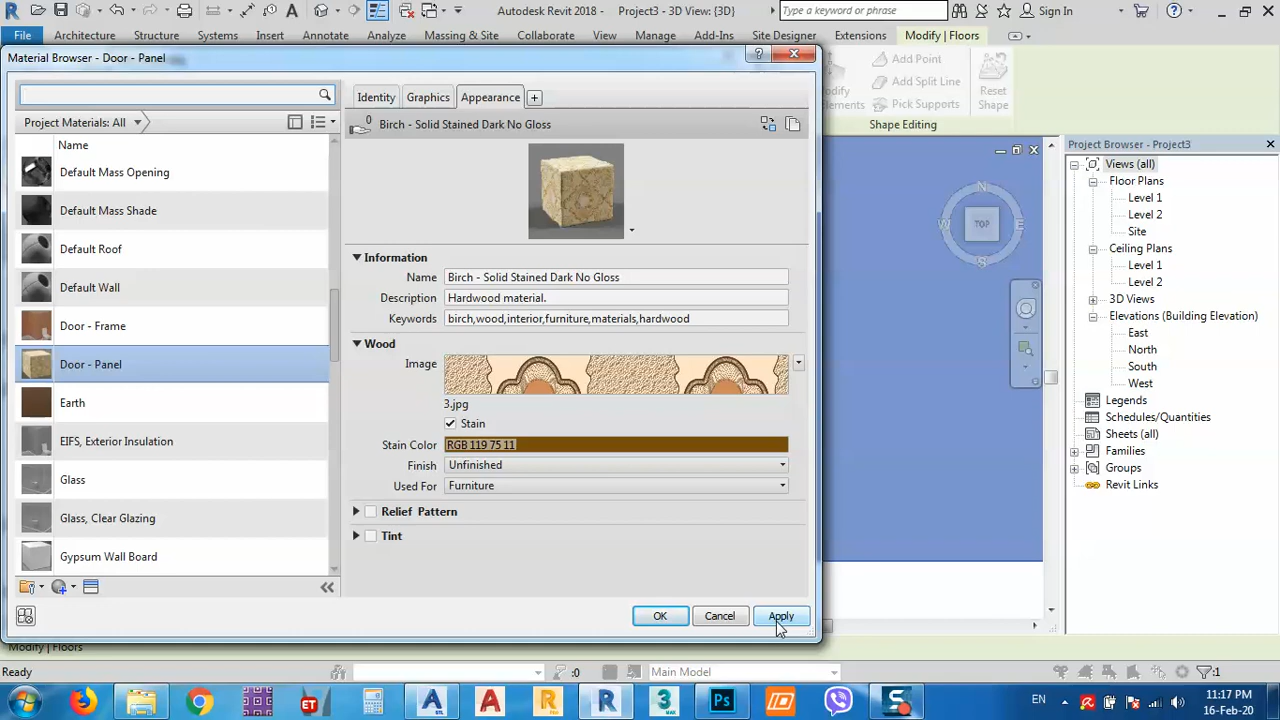 Autodesk Revit 2018 - Project3 - 3D View: {3D}
Type a keyword or phrase
Sign In
File
Architecture
Structure
Systems
Insert
Annotate
Analyze
Massing & Site
Collaborate
View
Manage
Add-Ins
Site Designer
Extensions
Modify | Floors
Material Browser - Door - Panel
Add Point
Add Split Line
Pick Supports
Reset
Shape
Shape Editing
Project Materials: All
Name
Default Mass Opening
Default Mass Shade
Default Roof
Default Wall
Door - Frame
Door - Panel
Earth
EIFS, Exterior Insulation
Glass
Glass, Clear Glazing
Gypsum Wall Board
Identity
Graphics
Appearance
0
Birch - Solid Stained Dark No Gloss
Information
Name
Birch - Solid Stained Dark No Gloss
Description
Hardwood material.
Keywords
birch,wood,interior,furniture,materials,hardwood
Wood
Image
3.jpg
Stain
Stain Color
RGB 119 75 11
Finish
Unfinished
Used For
Furniture
Relief Pattern
Tint
OK
Cancel
Apply
N
W
TOP
E
S
Project Browser - Project3
Views (all)
Floor Plans
Level 1
Level 2
Site
Ceiling Plans
Level 1
Level 2
3D Views
Elevations (Building Elevation)
East
North
South
West
Legends
Schedules/Quantities
Sheets (all)
Families
Groups
Revit Links
Modify | Floors
Ready
:0
Main Model
:1
EN
11:17 PM
16-Feb-20